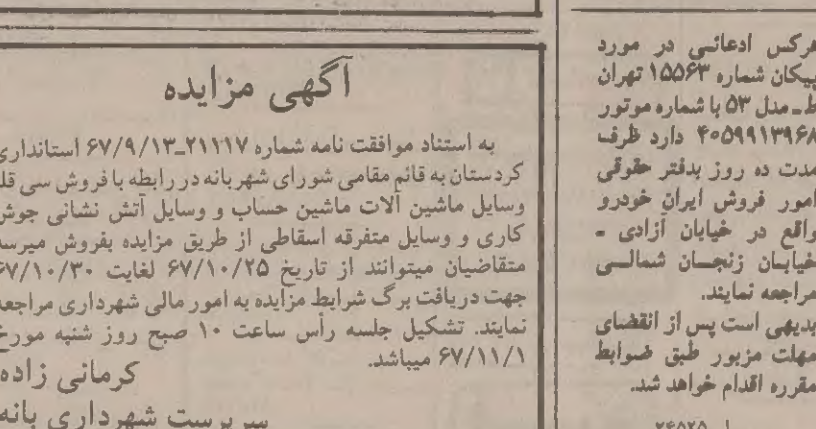 هرکس ادعائی در مورد
پیکان شماره ۱۵۵۶۳ تهران
ط ـ مدل ۵۳ با شماره موتور
۴۰۵۹۹۱۳۹۶۸ دارد ظرف
مدت ده روز بدفتر حقوقی
امور فروش ایران خودرو
واقع در خیابان آزادی ـ
خیابان زنجان شمالی
مراجعه نمایند.
بدیهی است پس از انقضای
مهلت مزبور طبق ضوابط
مقرره اقدام خواهد شد.
آگهی مزایده
به استناد موافقت نامه شماره ۲۱۱۱۷ـ۶۷/۹/۱۳ استانداری
کردستان به قائم مقامی شورای شهر بانه در رابطه با فروش سی قلم
وسایل ماشین آلات ماشین حساب و وسایل آتش نشانی جوش
کاری و وسایل متفرقه اسقاطی از طریق مزایده بفروش میرسد
متقاضیان میتوانند از تاریخ ۶۷/۱۰/۲۵ لغایت ۶۷/۱۰/۳۰
جهت دریافت برگ شرایط مزایده به امور مالی شهرداری مراجعه
نمایند. تشکیل جلسه رأس ساعت ۱۰ صبح روز شنبه مورخ
۶۷/۱۱/۱ میباشد.
کرمانی زاده
سرپرست شهرداری بانه